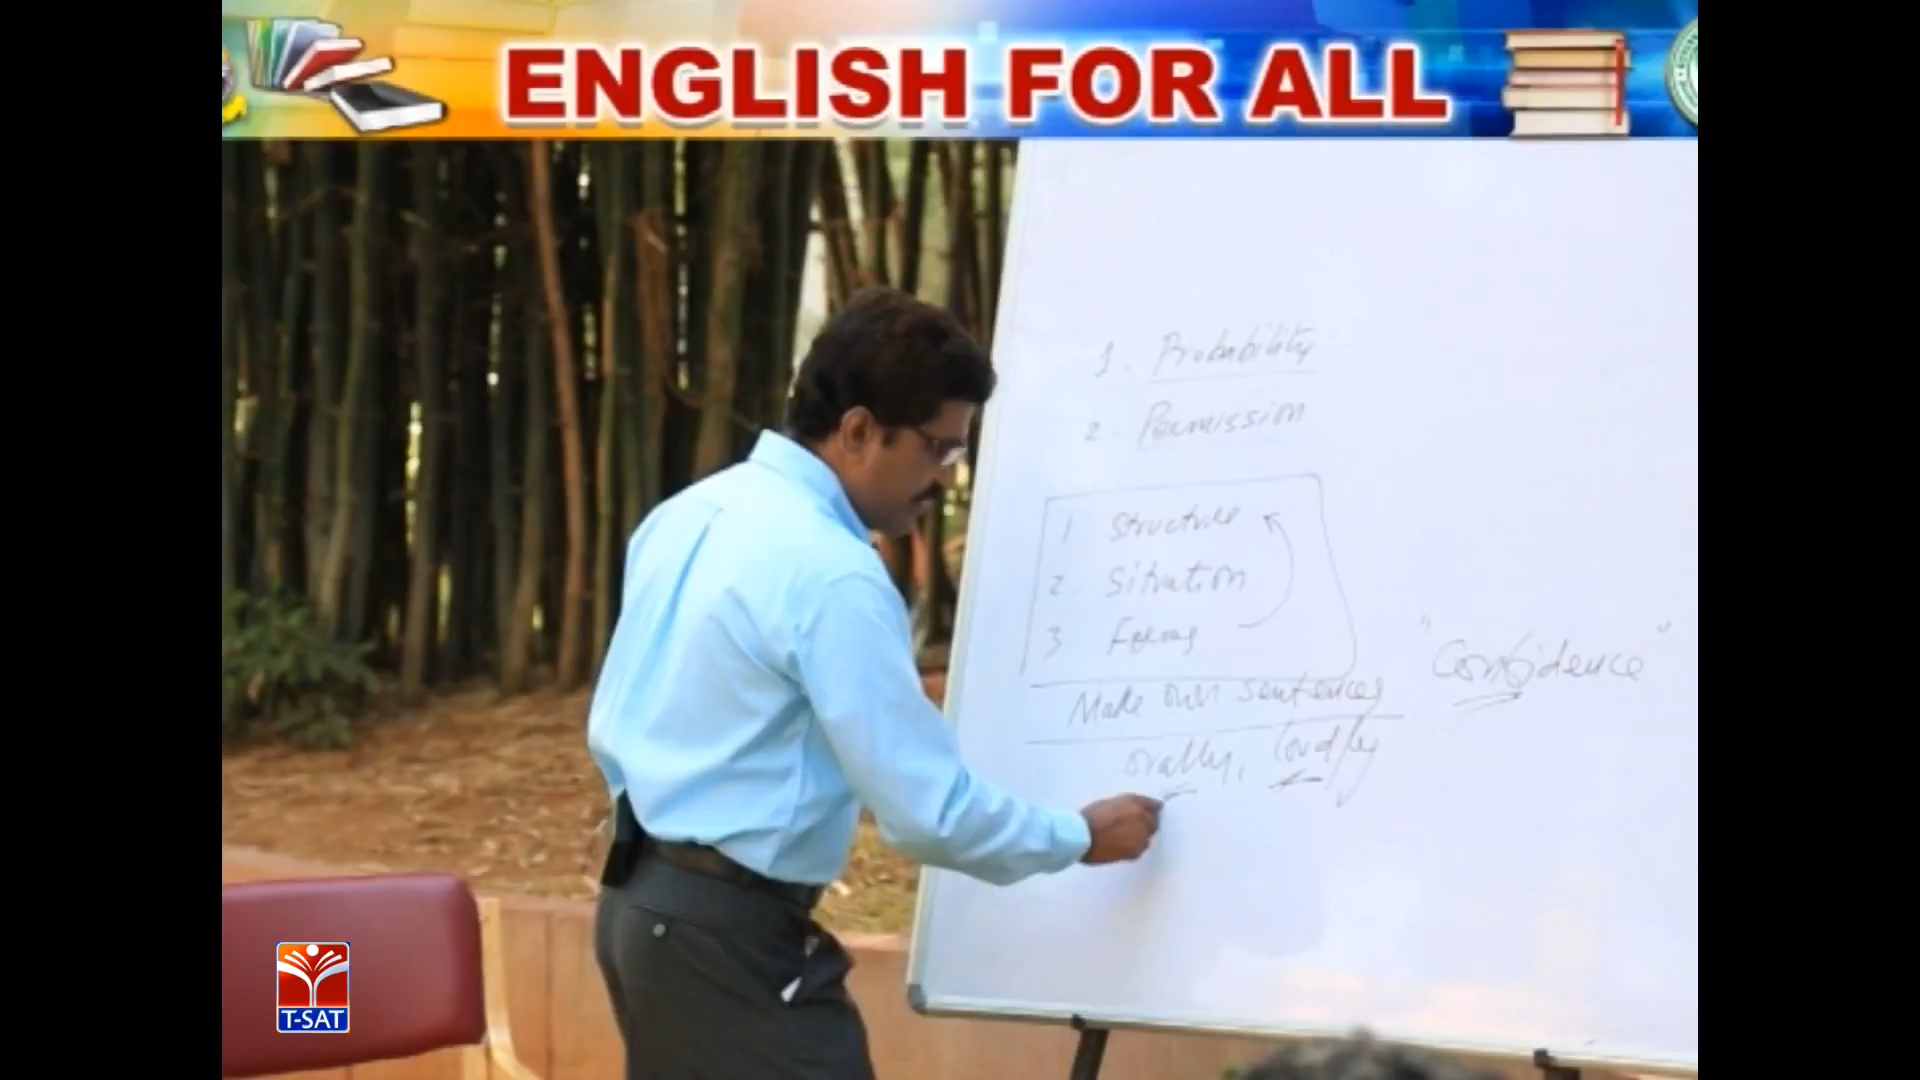 ENGLISH FOR ALL
1. Probability
2. Permission
1 Structure
2 Situation
3 Focus
Make own sentences
"Confidence"
orally, loudly
T-SAT